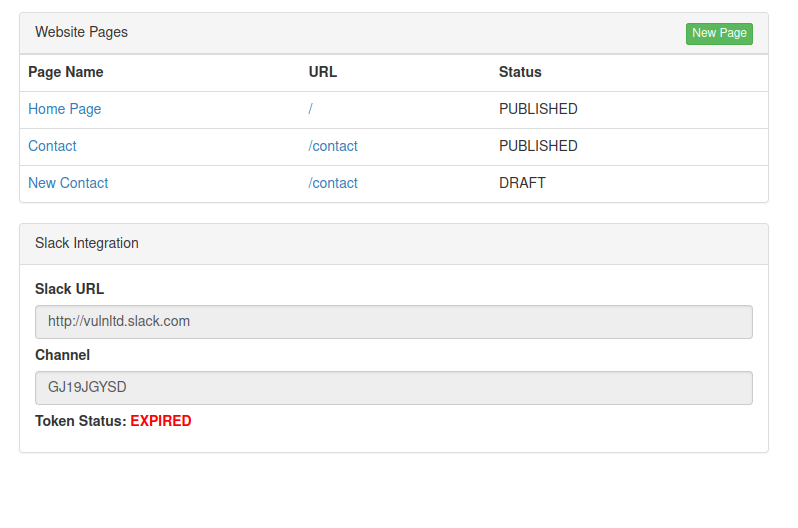 Website Pages New Page
Page Name URL Status
Home Page / PUBLISHED
Contact /contact PUBLISHED
New Contact /contact DRAFT
Slack Integration
Slack URL
http://vulnltd.slack.com
Channel
GJ19JGYSD
Token Status: EXPIRED